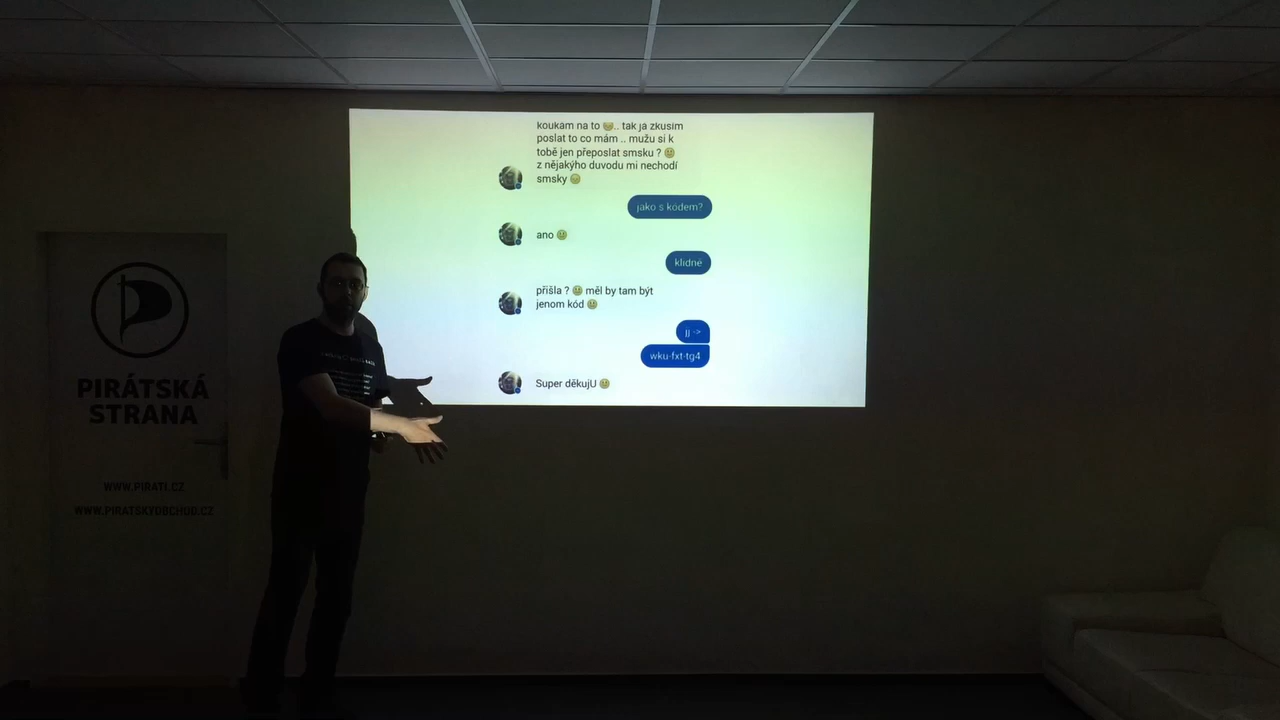 koukam na to 😄.. tak já zkusím
poslat to co mám .. mužu si k
tobě jen přeposlat smsku ? 🙂
z nějakýho duvodu mi nechodí
smsky 😕
jako s kódem?
ano 🙂
klidně
přišla ? 🙂 měl by tam být
jenom kód 🙂
jj ->
wku-fxt-tg4
Super děkujU 🙂
PIRÁTSKÁ
STRANA
WWW.PIRATI.CZ
WWW.PIRATSKYOBCHOD.CZ